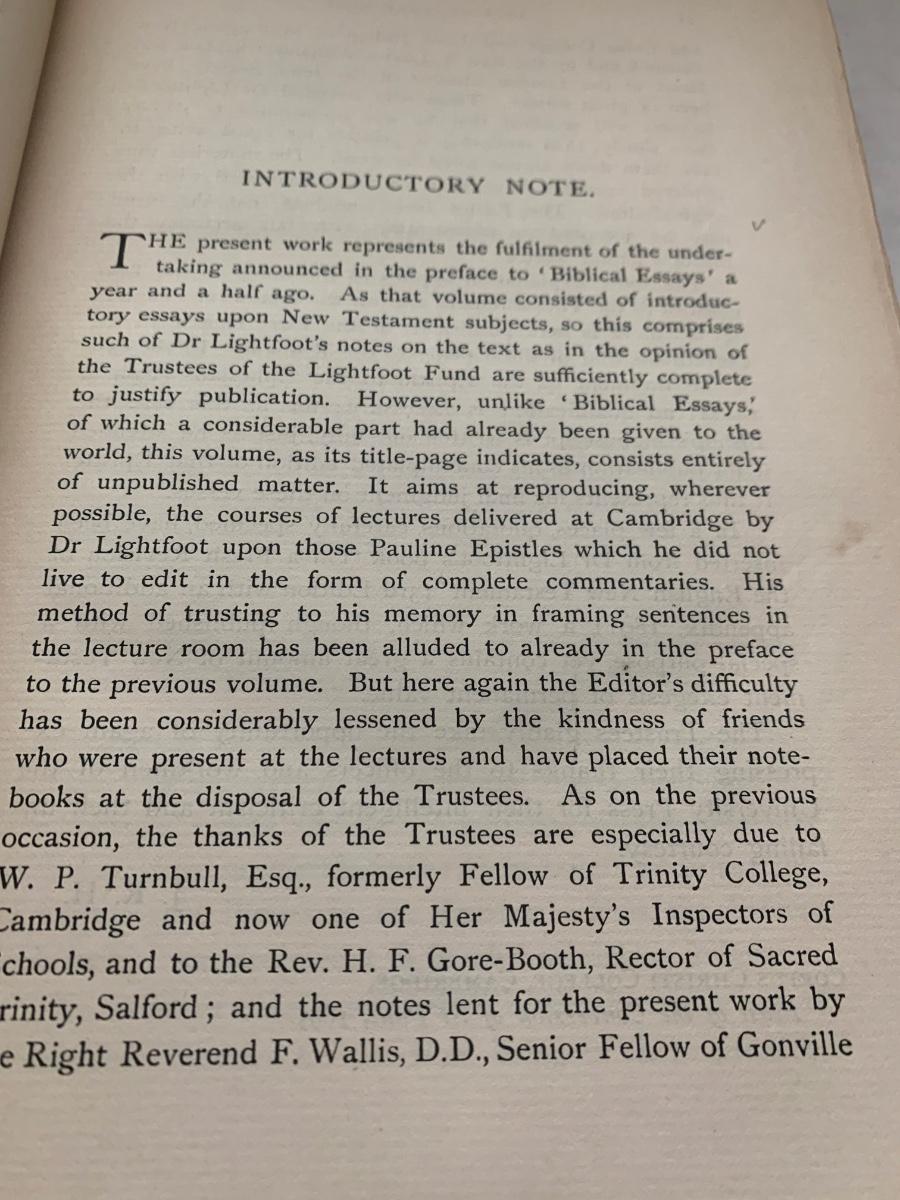 INTRODUCTORY NOTE.
THE present work represents the fulfilment of the under-
taking announced in the preface to ‘Biblical Essays’ a
year and a half ago. As that volume consisted of introduc-
tory essays upon New Testament subjects, so this comprises
such of Dr Lightfoot’s notes on the text as in the opinion of
the Trustees of the Lightfoot Fund are sufficiently complete
to justify publication. However, unlike ‘Biblical Essays,’
of which a considerable part had already been given to the
world, this volume, as its title-page indicates, consists entirely
of unpublished matter. It aims at reproducing, wherever
possible, the courses of lectures delivered at Cambridge by
Dr Lightfoot upon those Pauline Epistles which he did not
live to edit in the form of complete commentaries. His
method of trusting to his memory in framing sentences in
the lecture room has been alluded to already in the preface
to the previous volume. But here again the Editor’s difficulty
has been considerably lessened by the kindness of friends
who were present at the lectures and have placed their note-
books at the disposal of the Trustees. As on the previous
occasion, the thanks of the Trustees are especially due to
W. P. Turnbull, Esq., formerly Fellow of Trinity College,
Cambridge and now one of Her Majesty’s Inspectors of
chools, and to the Rev. H. F. Gore-Booth, Rector of Sacred
rinity, Salford; and the notes lent for the present work by
e Right Reverend F. Wallis, D.D., Senior Fellow of Gonville